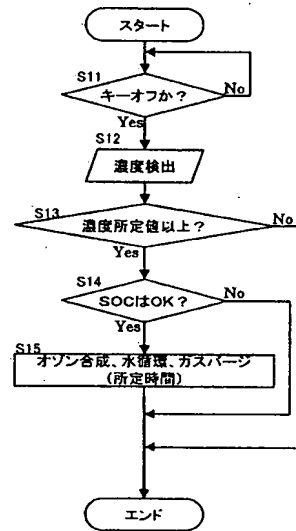 スタート
S11
キーオフか?
No
Yes
S12
濃度検出
S13
濃度所定値以上?
No
Yes
S14
SOCはOK?
No
Yes
S15
オゾン合成、水循環、ガスパージ
(所定時間)
エンド